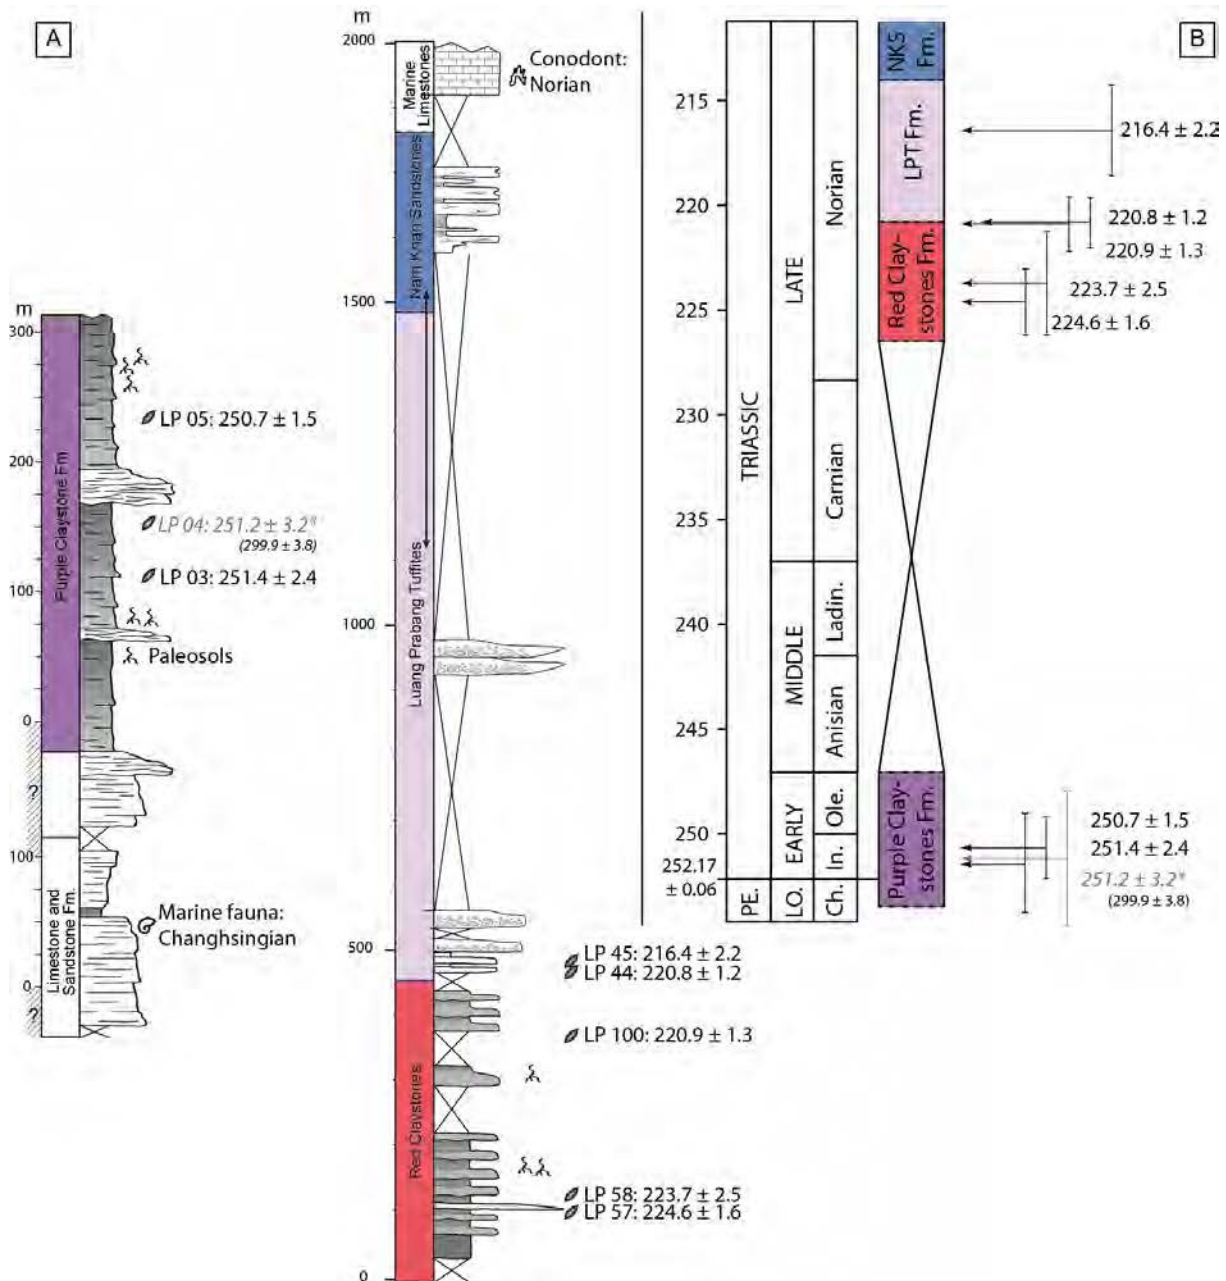 A
m
300
200
100
0
?
100
0
?
Purple Claystone Fm
Limestone and
Sandstone Fm.
LP 05: 250.7 ± 1.5
LP 04: 251.2 ± 3.2*
(299.9 ± 3.8)
LP 03: 251.4 ± 2.4
Paleosols
Marine fauna:
Changhsingian
m
2000
1500
1000
500
0
Marine
Limestones
Nam Khan Sandstones
Luang Prabang Tuffites
Red Claystones
Conodont:
Norian
LP 45: 216.4 ± 2.2
LP 44: 220.8 ± 1.2
LP 100: 220.9 ± 1.3
LP 58: 223.7 ± 2.5
LP 57: 224.6 ± 1.6
B
215
220
225
230
235
240
245
250
252.17
± 0.06
TRIASSIC
PE.
LATE
MIDDLE
EARLY
LO.
Norian
Carnian
Ladin.
Anisian
Ole.
In.
Ch.
NKS
Fm.
LPT Fm.
Red Clay-
stones Fm.
Purple Clay-
stones Fm.
216.4 ± 2.2
220.8 ± 1.2
220.9 ± 1.3
223.7 ± 2.5
224.6 ± 1.6
250.7 ± 1.5
251.4 ± 2.4
251.2 ± 3.2*
(299.9 ± 3.8)